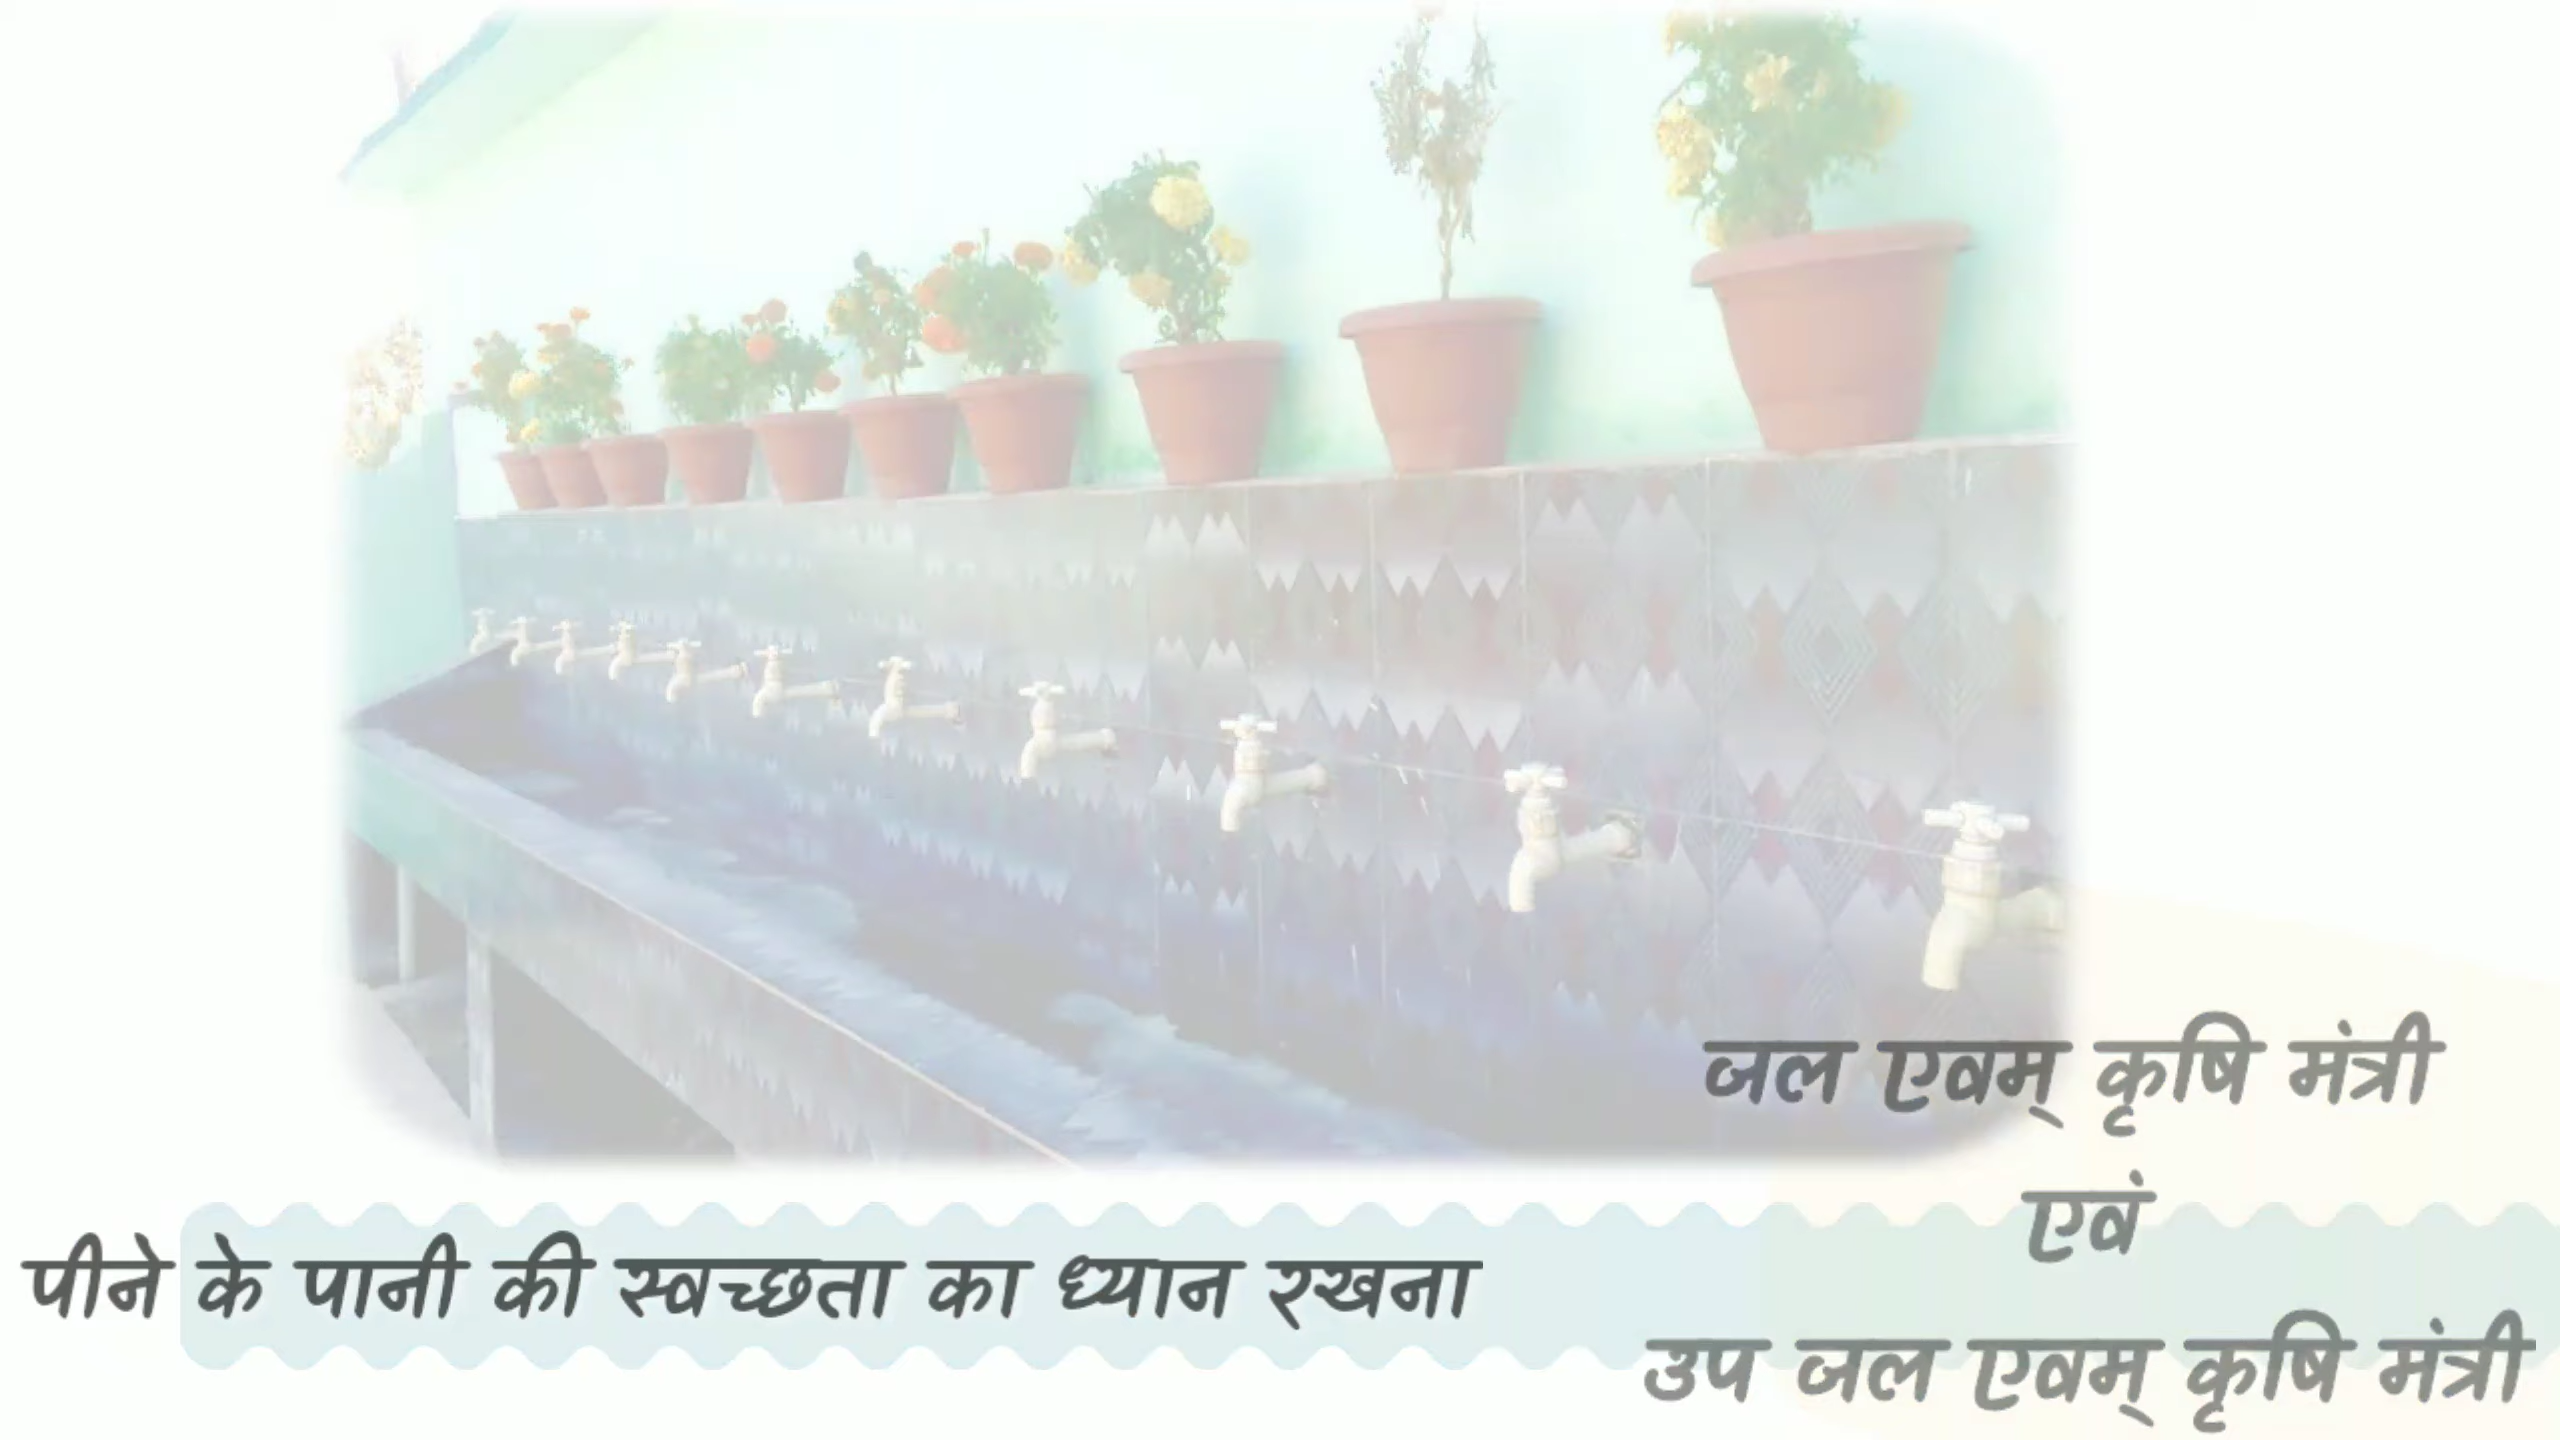 जल एवम् कृषि मंत्री
एवं
उप जल एवम् कृषि मंत्री
पीने के पानी की स्वच्छता का ध्यान रखना